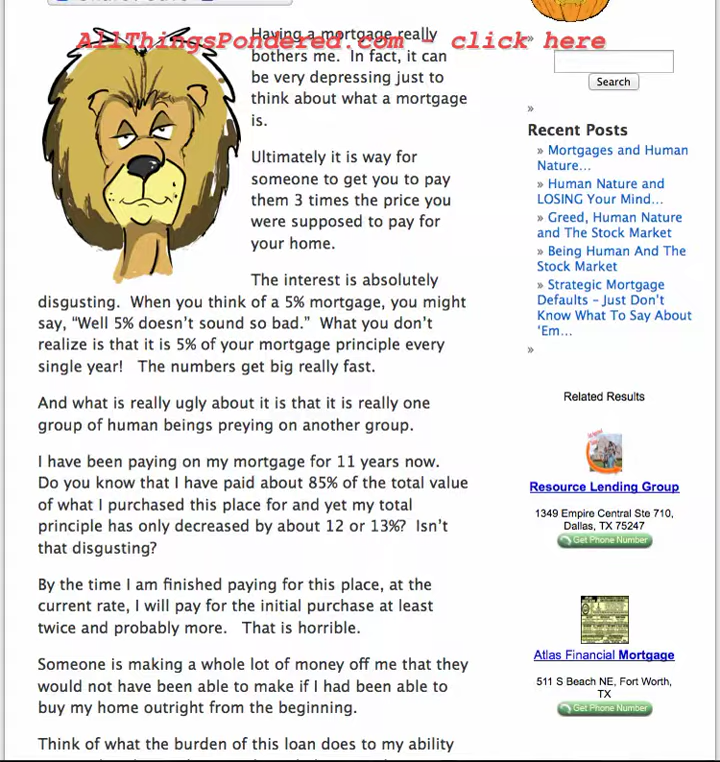 AllThingsPondered.com - click here
Having a mortgage really
bothers me.  In fact, it can
be very depressing just to
think about what a mortgage
is.
Ultimately it is way for
someone to get you to pay
them 3 times the price you
were supposed to pay for
your home.
The interest is absolutely
disgusting.  When you think of a 5% mortgage, you might
say, “Well 5% doesn’t sound so bad.”  What you don’t
realize is that it is 5% of your mortgage principle every
single year!   The numbers get big really fast.
And what is really ugly about it is that it is really one
group of human beings preying on another group.
I have been paying on my mortgage for 11 years now.
Do you know that I have paid about 85% of the total value
of what I purchased this place for and yet my total
principle has only decreased by about 12 or 13%?  Isn’t
that disgusting?
By the time I am finished paying for this place, at the
current rate, I will pay for the initial purchase at least
twice and probably more.   That is horrible.
Someone is making a whole lot of money off me that they
would not have been able to make if I had been able to
buy my home outright from the beginning.
Think of what the burden of this loan does to my ability
»
Search
»
Recent Posts
» Mortgages and Human
Nature…
» Human Nature and
LOSING Your Mind…
» Greed, Human Nature
and The Stock Market
» Being Human And The
Stock Market
» Strategic Mortgage
Defaults – Just Don’t
Know What To Say About
‘Em…
»
Related Results
Resource Lending Group
1349 Empire Central Ste 710,
Dallas, TX 75247
Get Phone Number
Atlas Financial Mortgage
511 S Beach NE, Fort Worth,
TX
Get Phone Number